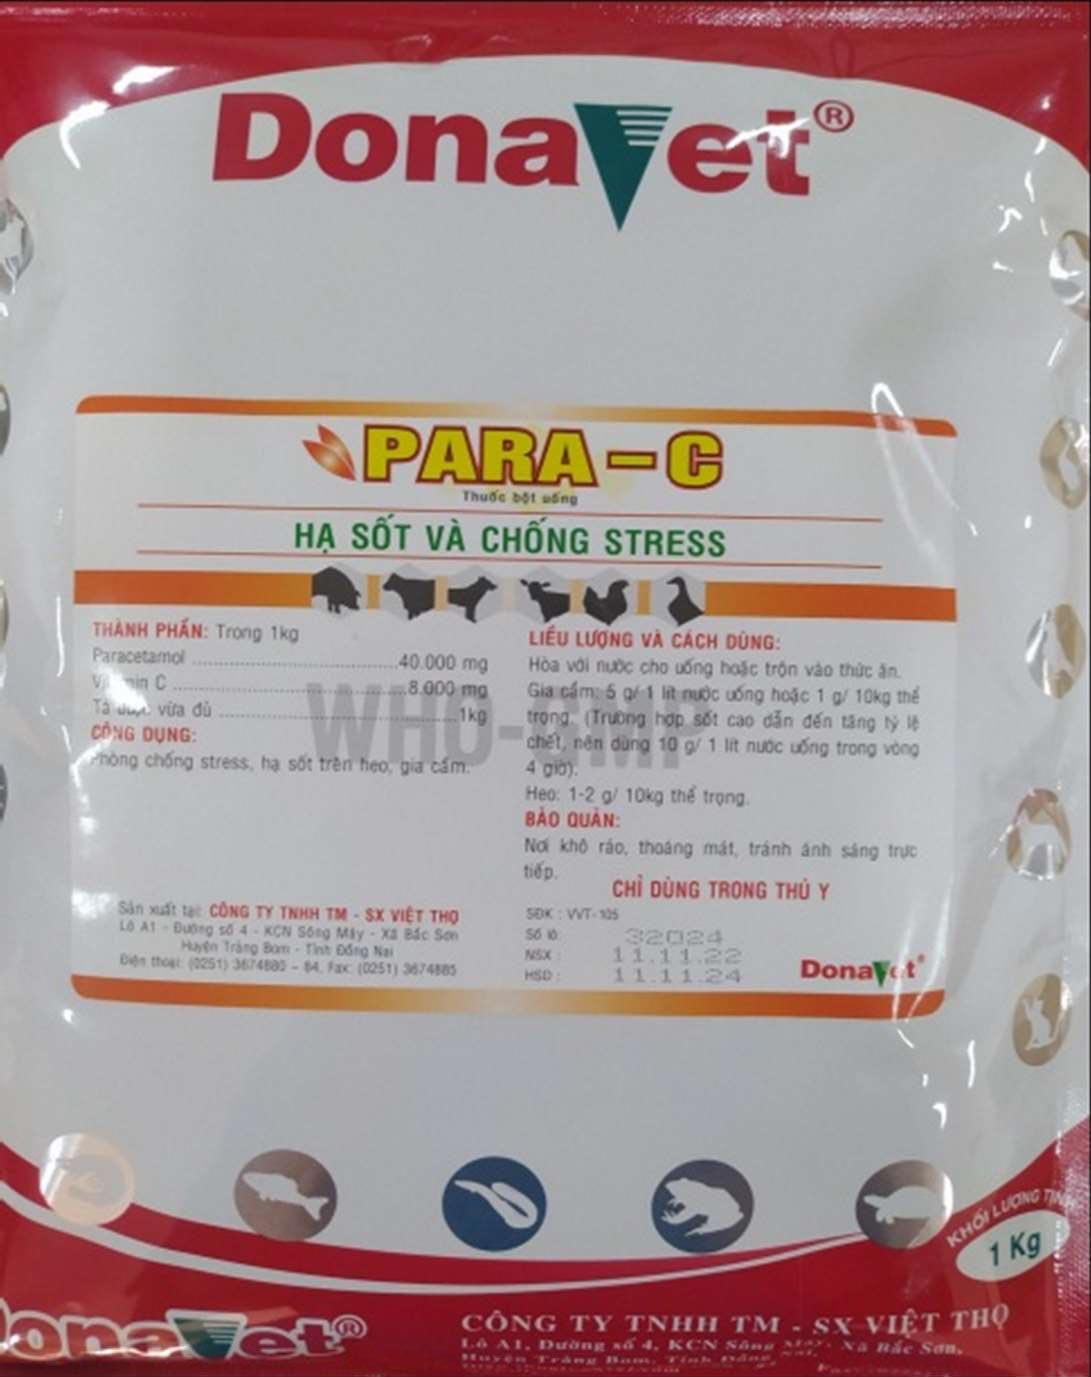 DonaVet®
PARA-C
Thuốc bột uống
HẠ SỐT VÀ CHỐNG STRESS
THÀNH PHẦN: Trong 1kg
Paracetamol ........................................40.000 mg
Vitamin C ............................................8.000 mg
Tá dược vừa đủ ..............................................1kg
CÔNG DỤNG:
Phòng chống stress, hạ sốt trên heo, gia cầm.
LIỀU LƯỢNG VÀ CÁCH DÙNG:
Hòa với nước cho uống hoặc trộn vào thức ăn.
Gia cầm: 5 g/ 1 lít nước uống hoặc 1 g/ 10kg thể
trọng. (Trường hợp sốt cao dẫn đến tăng tỷ lệ
chết, nên dùng 10 g/ 1 lít nước uống trong vòng
4 giờ).
Heo: 1-2 g/ 10kg thể trọng.
BẢO QUẢN:
Nơi khô ráo, thoáng mát, tránh ánh sáng trực
tiếp.
CHỈ DÙNG TRONG THÚ Y
WHO-GMP
Sản xuất tại: CÔNG TY TNHH TM - SX VIỆT THỌ
Lô A1 - Đường số 4 - KCN Sông Mây - Xã Bắc Sơn
Huyện Trảng Bom - Tỉnh Đồng Nai
Điện thoại: (0251) 3674880 - 84, Fax: (0251) 3674885
SĐK : VVT-105
Số lô: 32024
NSX : 11.11.22
HSD : 11.11.24
DonaVet®
KHỐI LƯỢNG TỊNH
1 Kg
DonaVet®
CÔNG TY TNHH TM - SX VIỆT THỌ
Lô A1, Đường số 4, KCN Sông Mây, Xã Bắc Sơn,
Huyện Trảng Bom, Tỉnh Đồng Nai,